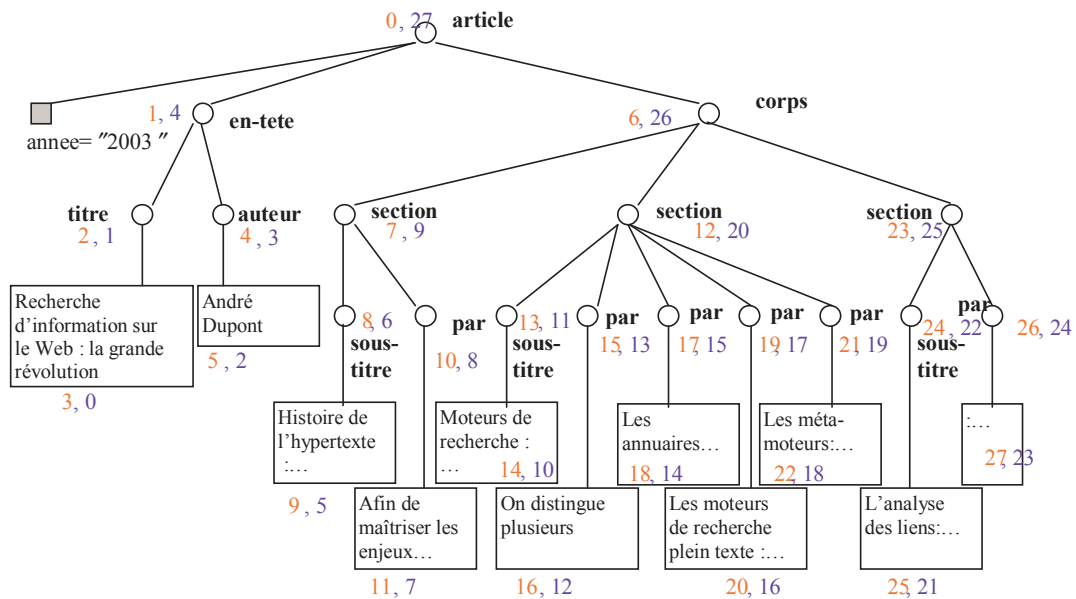 0, 27 article
annee= "2003 "
1, 4 en-tete
6, 26 corps
titre
2 , 1
auteur
4 , 3
section
7, 9
section
12, 20
section
23, 25
Recherche
d'information sur
le Web : la grande
révolution
3, 0
André
Dupont
5 , 2
8, 6
sous-
titre
par
10, 8
13, 11
sous-
titre
par
15, 13
par
17, 15
par
19, 17
par
21, 19
24 , 22
sous-
titre
par
26, 24
Histoire de
l'hypertexte
:…
9 , 5
Afin de
maîtriser les
enjeux…
11, 7
Moteurs de
recherche :
…
14, 10
On distingue
plusieurs
16, 12
Les
annuaires…
18, 14
Les moteurs
de recherche
plein texte :…
20, 16
Les méta-
moteurs:…
22, 18
L'analyse
des liens:…
25, 21
:…
27, 23